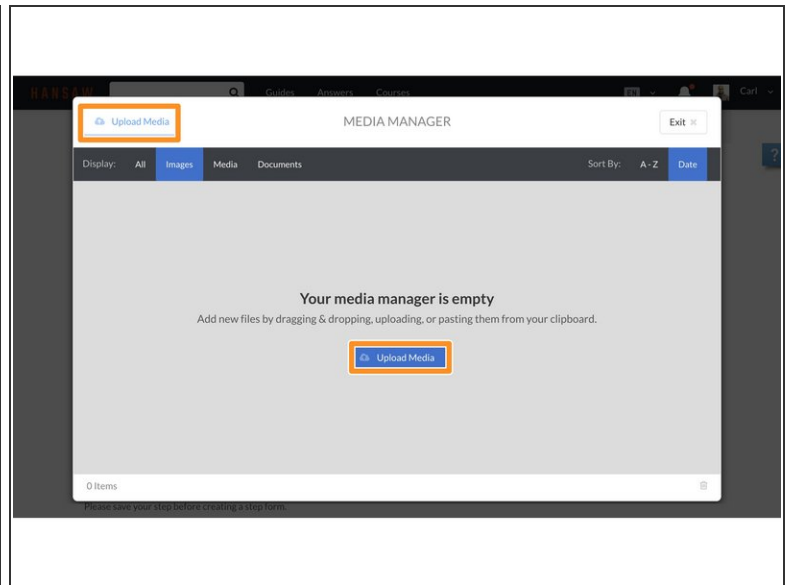 HANSAW Guides Answers Courses EN Carl
Upload Media MEDIA MANAGER Exit ×
Display: All Images Media Documents Sort By: A - Z Date
?
Your media manager is empty
Add new files by dragging & dropping, uploading, or pasting them from your clipboard.
Upload Media
0 Items
Please save your step before creating a step form.